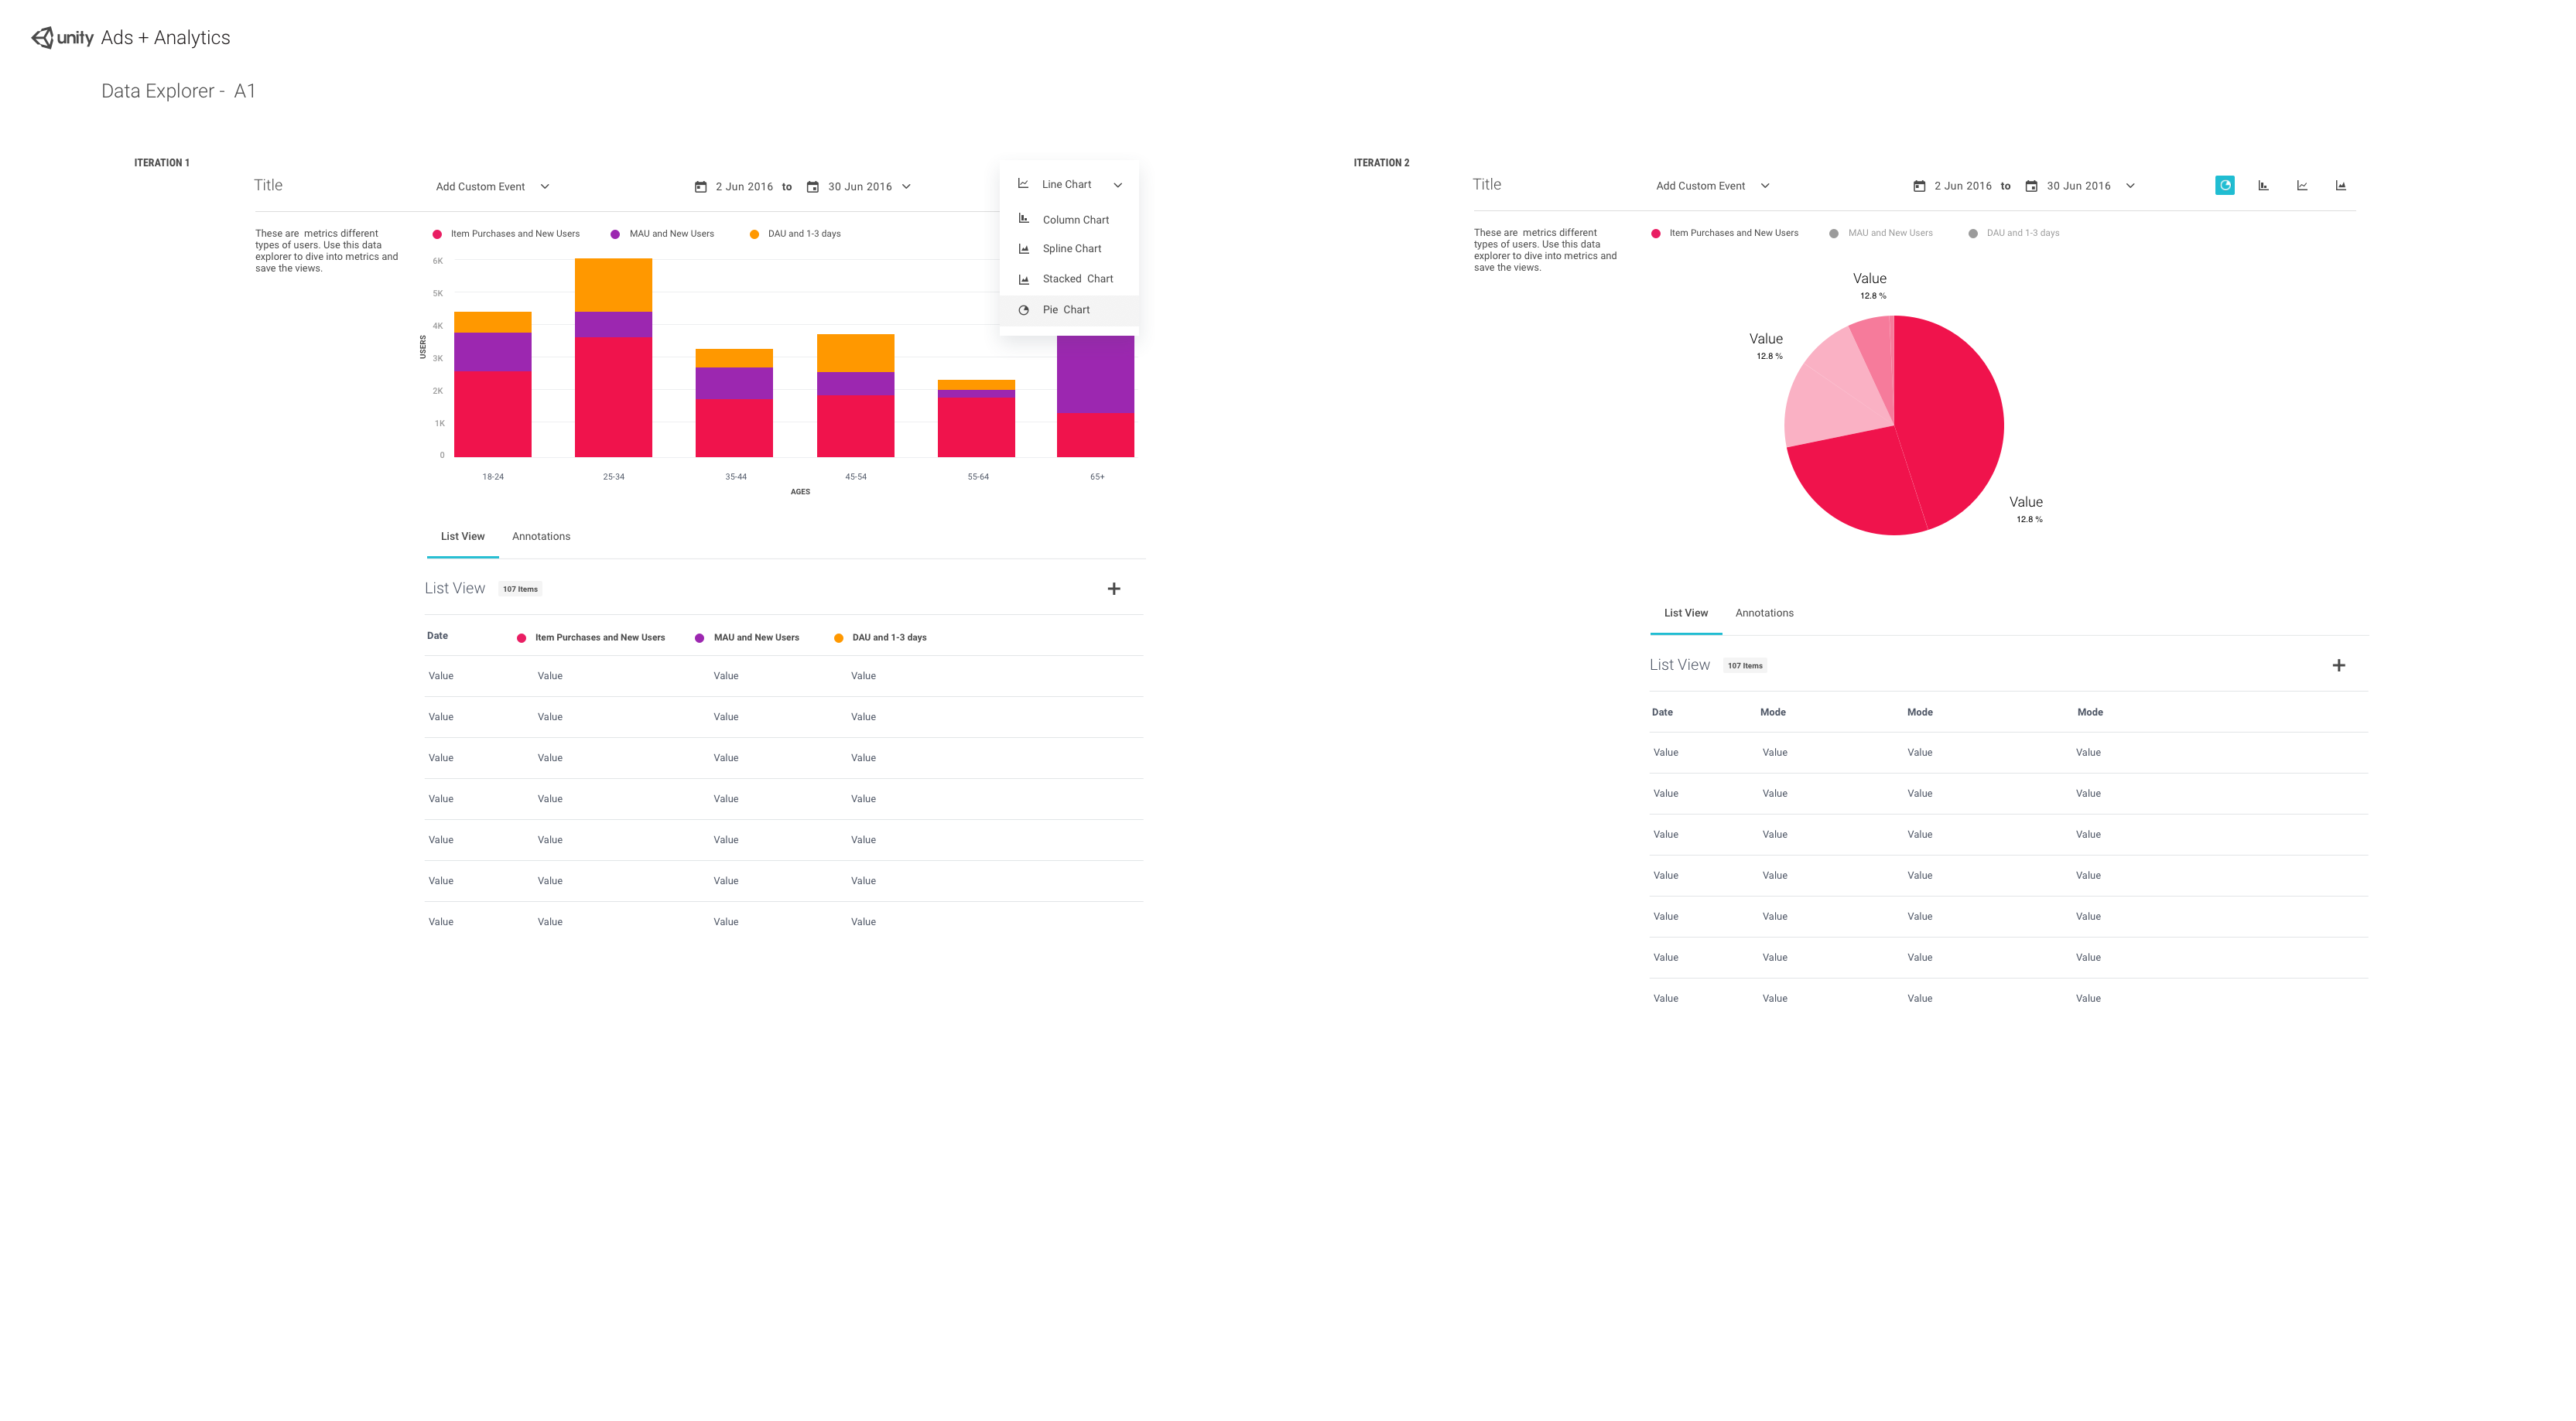 unity Ads + Analytics
Data Explorer - A1
ITERATION 1
Title
Add Custom Event
2 Jun 2016 to 30 Jun 2016
Line Chart
Column Chart
Spline Chart
Stacked Chart
Pie Chart
These are metrics different
types of users. Use this data
explorer to dive into metrics and
save the views.
Item Purchases and New Users
MAU and New Users
DAU and 1-3 days
USERS
6K
5K
4K
3K
2K
1K
0
18-24 25-34 35-44 45-54 55-64 65+
AGES
List View Annotations
List View 107 Items
Date Item Purchases and New Users MAU and New Users DAU and 1-3 days
Value Value Value Value
Value Value Value Value
Value Value Value Value
Value Value Value Value
Value Value Value Value
Value Value Value Value
Value Value Value Value
ITERATION 2
Title
Add Custom Event
2 Jun 2016 to 30 Jun 2016
These are metrics different
types of users. Use this data
explorer to dive into metrics and
save the views.
Item Purchases and New Users
MAU and New Users
DAU and 1-3 days
Value
12.8 %
Value
12.8 %
Value
12.8 %
List View Annotations
List View 107 Items
Date Mode Mode Mode
Value Value Value Value
Value Value Value Value
Value Value Value Value
Value Value Value Value
Value Value Value Value
Value Value Value Value
Value Value Value Value